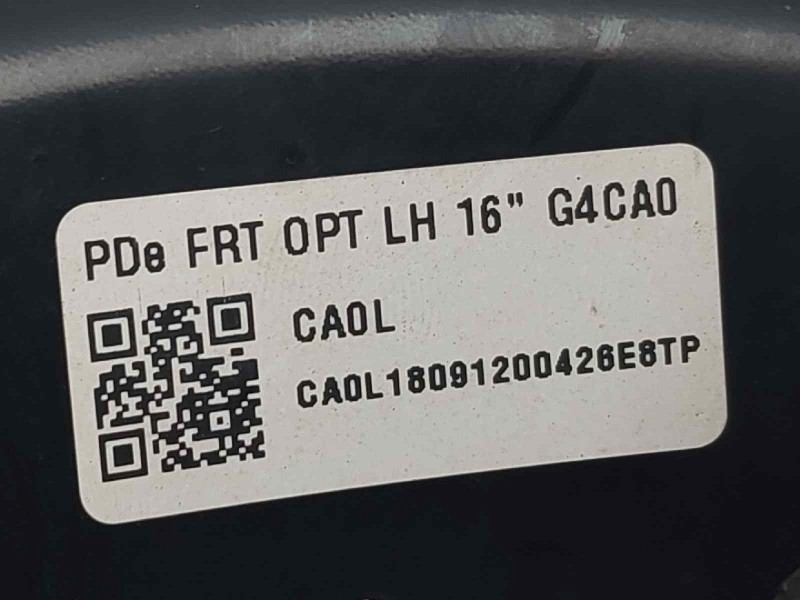 PDe FRT OPT LH 16" G4CA0
CA0L
CA0L18091200426E8TP